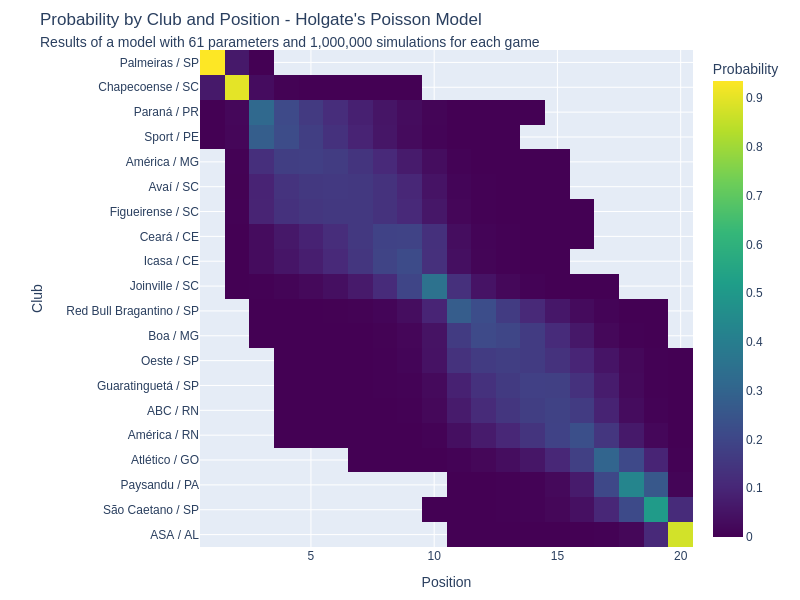 Probability by Club and Position - Holgate's Poisson Model
Results of a model with 61 parameters and 1,000,000 simulations for each game
Probability
Palmeiras / SP
Chapecoense / SC
Paraná / PR
Sport / PE
América / MG
Avaí / SC
Figueirense / SC
Ceará / CE
Icasa / CE
Joinville / SC
Red Bull Bragantino / SP
Boa / MG
Oeste / SP
Guaratinguetá / SP
ABC / RN
América / RN
Atlético / GO
Paysandu / PA
São Caetano / SP
ASA / AL
Club
5
10
15
20
Position
0.9
0.8
0.7
0.6
0.5
0.4
0.3
0.2
0.1
0